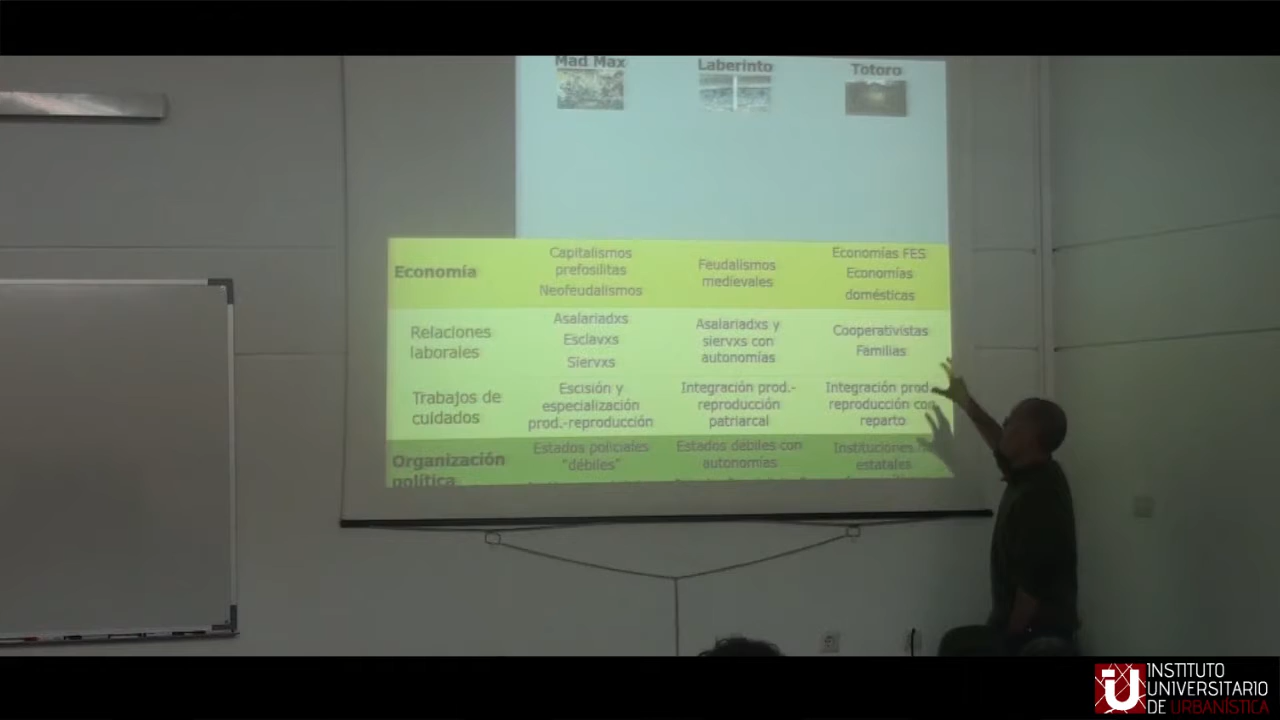 Mad Max
Laberinto
Totoro
Economía
Capitalismos
prefosilitas
Neofeudalismos
Feudalismos
medievales
Economías FES
Economías
domésticas
Relaciones
laborales
Asalariadxs
Esclavxs
Siervxs
Asalariadxs y
siervxs con
autonomías
Cooperativistas
Familias
Trabajos de
cuidados
Escisión y
especialización
prod.-reproducción
Integración prod.-
reproducción
patriarcal
Integración prod.
reproducción con
reparto
Organización
política
Estados policiales
"débiles"
Estados débiles con
autonomías
Instituciones
estatales
INSTITUTO
UNIVERSITARIO
DE URBANÍSTICA